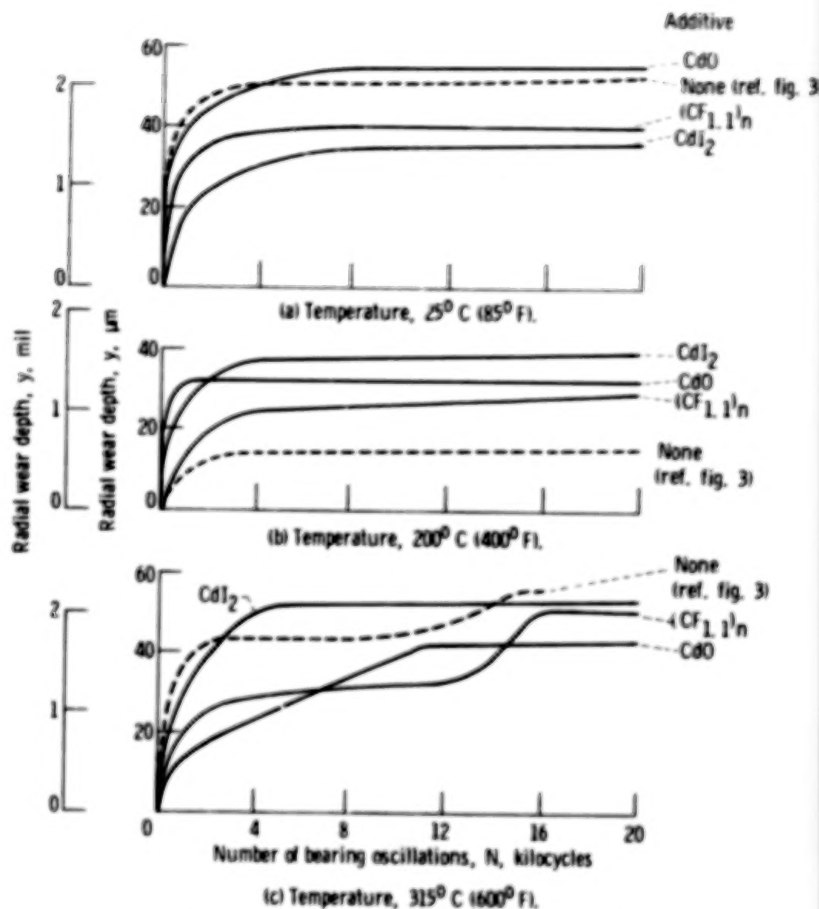 Additive
60
2
CdO
None (ref. fig. 3)
40
(CF1.1)n
CdI2
1
20
0
0
(a) Temperature, 25° C (85° F).
Radial wear depth, y, mil
Radial wear depth, y, μm
2
40
CdI2
CdO
1
(CF1.1)n
20
None
(ref. fig. 3)
0
0
(b) Temperature, 200° C (400° F).
60
None
(ref. fig. 3)
CdI2
2
(CF1.1)n
40
CdO
1
20
0
0 4 8 12 16 20
Number of bearing oscillations, N, kilocycles
(c) Temperature, 315° C (600° F).